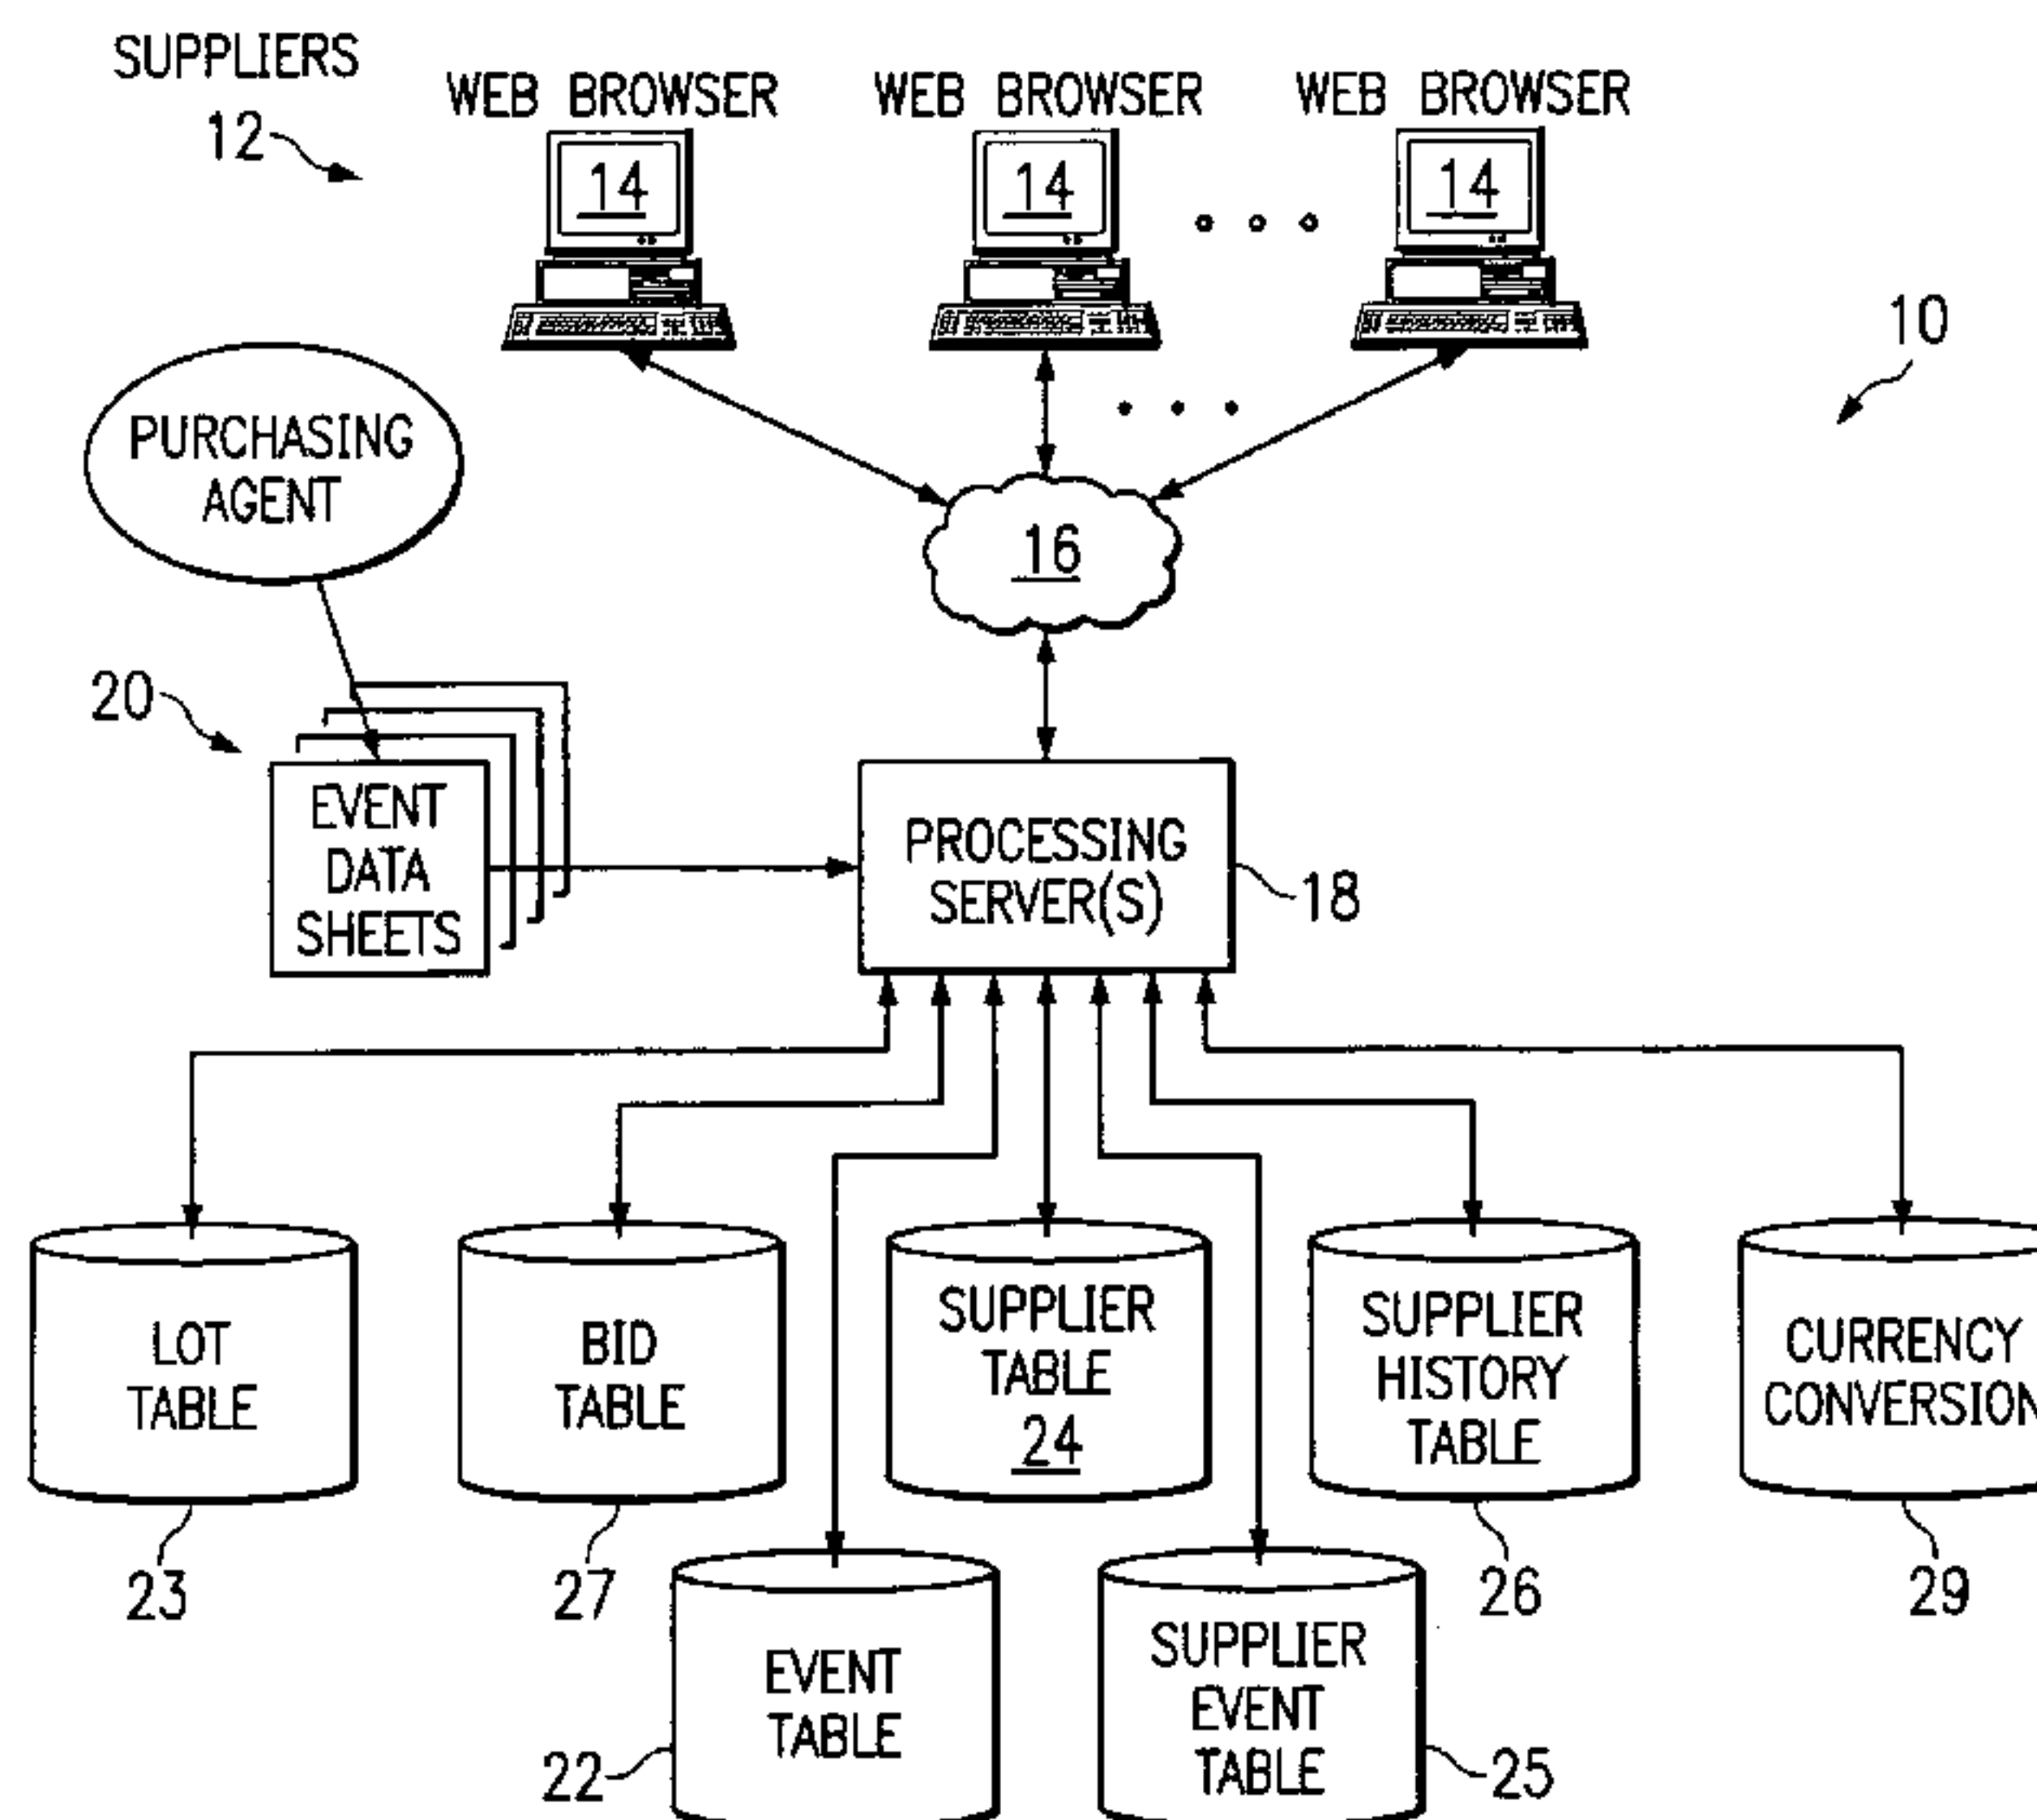 SUPPLIERS
12
WEB BROWSER
WEB BROWSER
WEB BROWSER
14
14
14
10
PURCHASING
AGENT
16
20
EVENT
DATA
SHEETS
PROCESSING
SERVER(S)
18
LOT
TABLE
23
BID
TABLE
27
SUPPLIER
TABLE
24
SUPPLIER
HISTORY
TABLE
26
CURRENCY
CONVERSION
29
EVENT
TABLE
22
SUPPLIER
EVENT
TABLE
25